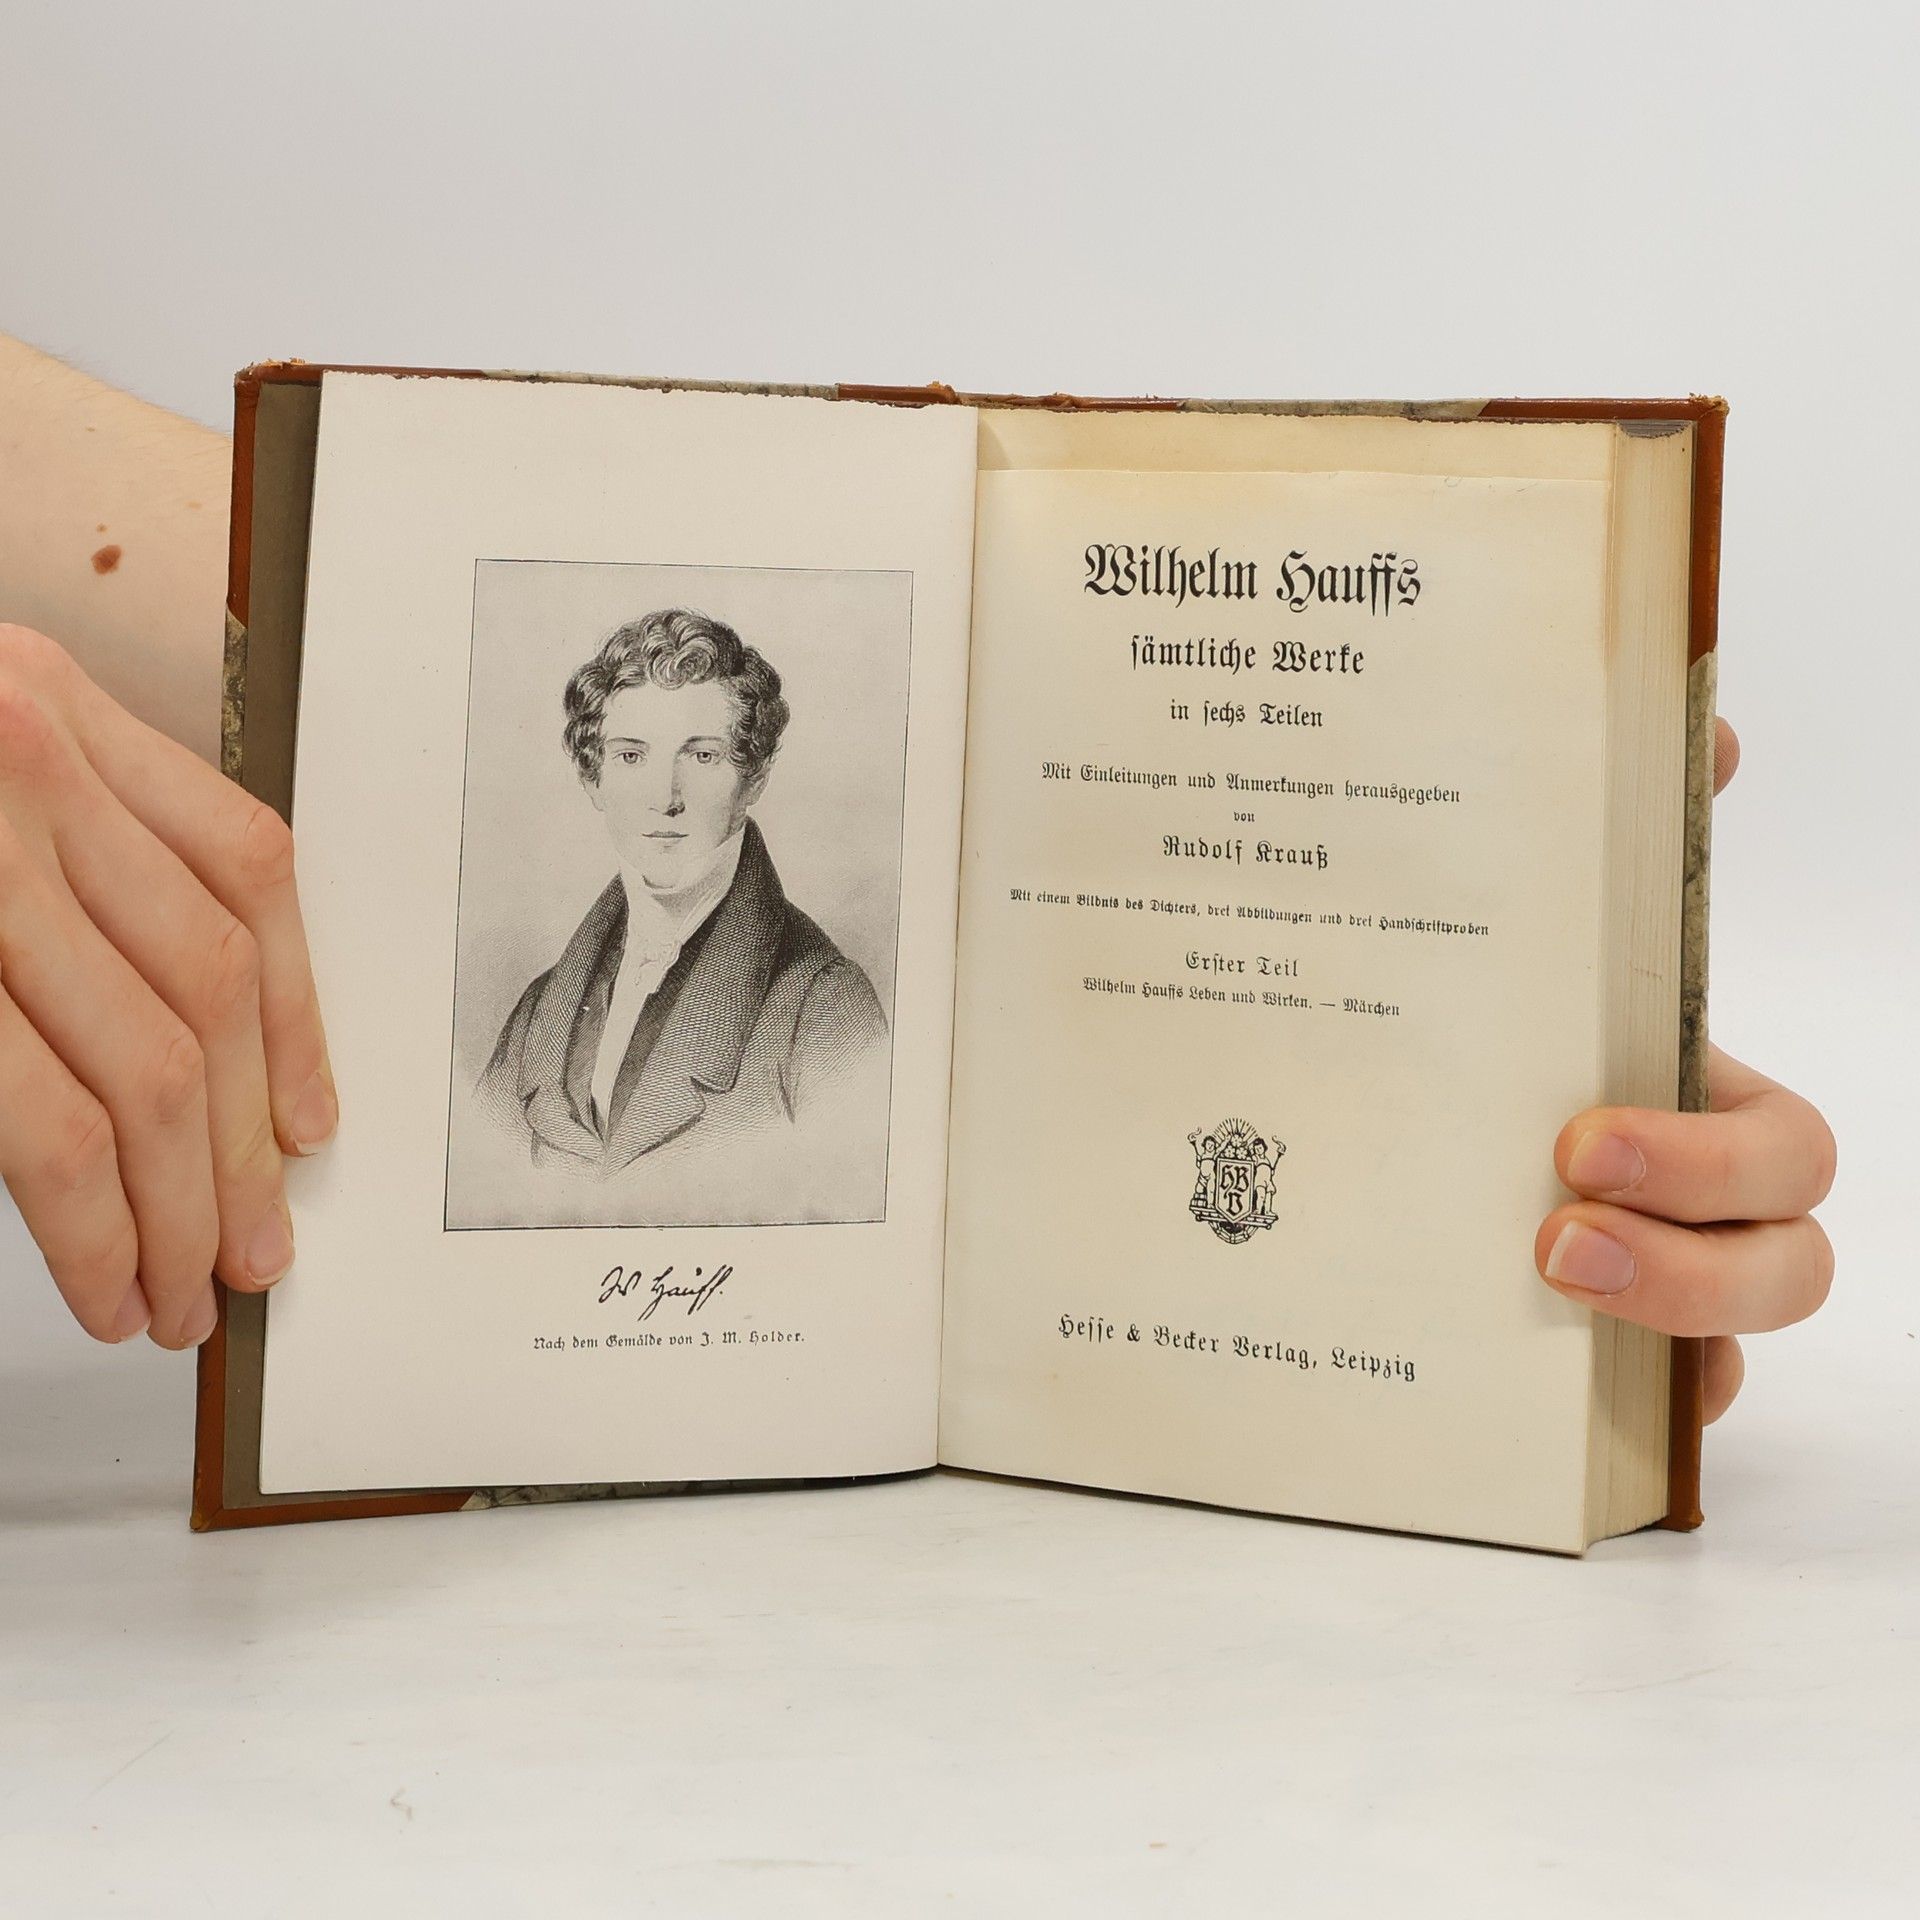 W Hauff.
Nach dem Gemälde von J. M. Holder.
Wilhelm Hauffs
sämtliche Werke
in sechs Teilen
Mit Einleitungen und Anmerkungen herausgegeben
von
Rudolf Krauß
Mit einem Bildnis des Dichters, drei Abbildungen und drei Handschriftproben
Erster Teil
Wilhelm Hauffs Leben und Wirken. — Märchen
HB
V
Hesse & Becker Verlag, Leipzig